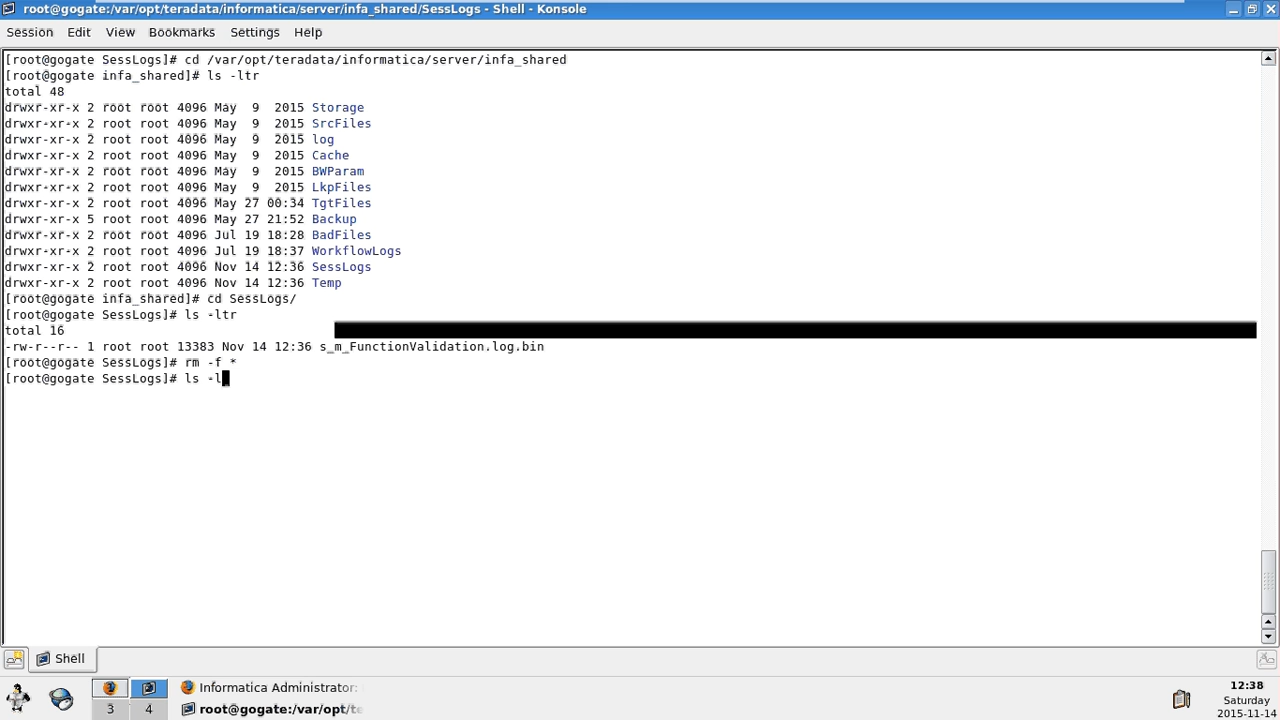 root@gogate:/var/opt/teradata/informatica/server/infa_shared/SessLogs - Shell - Konsole
Session Edit View Bookmarks Settings Help
[root@gogate SessLogs]# cd /var/opt/teradata/informatica/server/infa_shared
[root@gogate infa_shared]# ls -ltr
total 48
drwxr-xr-x 2 root root 4096 May  9  2015 Storage
drwxr-xr-x 2 root root 4096 May  9  2015 SrcFiles
drwxr-xr-x 2 root root 4096 May  9  2015 log
drwxr-xr-x 2 root root 4096 May  9  2015 Cache
drwxr-xr-x 2 root root 4096 May  9  2015 BWParam
drwxr-xr-x 2 root root 4096 May  9  2015 LkpFiles
drwxr-xr-x 2 root root 4096 May 27 00:34 TgtFiles
drwxr-xr-x 5 root root 4096 May 27 21:52 Backup
drwxr-xr-x 2 root root 4096 Jul 19 18:28 BadFiles
drwxr-xr-x 2 root root 4096 Jul 19 18:37 WorkflowLogs
drwxr-xr-x 2 root root 4096 Nov 14 12:36 SessLogs
drwxr-xr-x 2 root root 4096 Nov 14 12:36 Temp
[root@gogate infa_shared]# cd SessLogs/
[root@gogate SessLogs]# ls -ltr
total 16
-rw-r--r-- 1 root root 13383 Nov 14 12:36 s_m_FunctionValidation.log.bin
[root@gogate SessLogs]# rm -f *
[root@gogate SessLogs]# ls -l
Shell
3 4
Informatica Administrator:
root@gogate:/var/opt/te
12:38
Saturday
2015-11-14